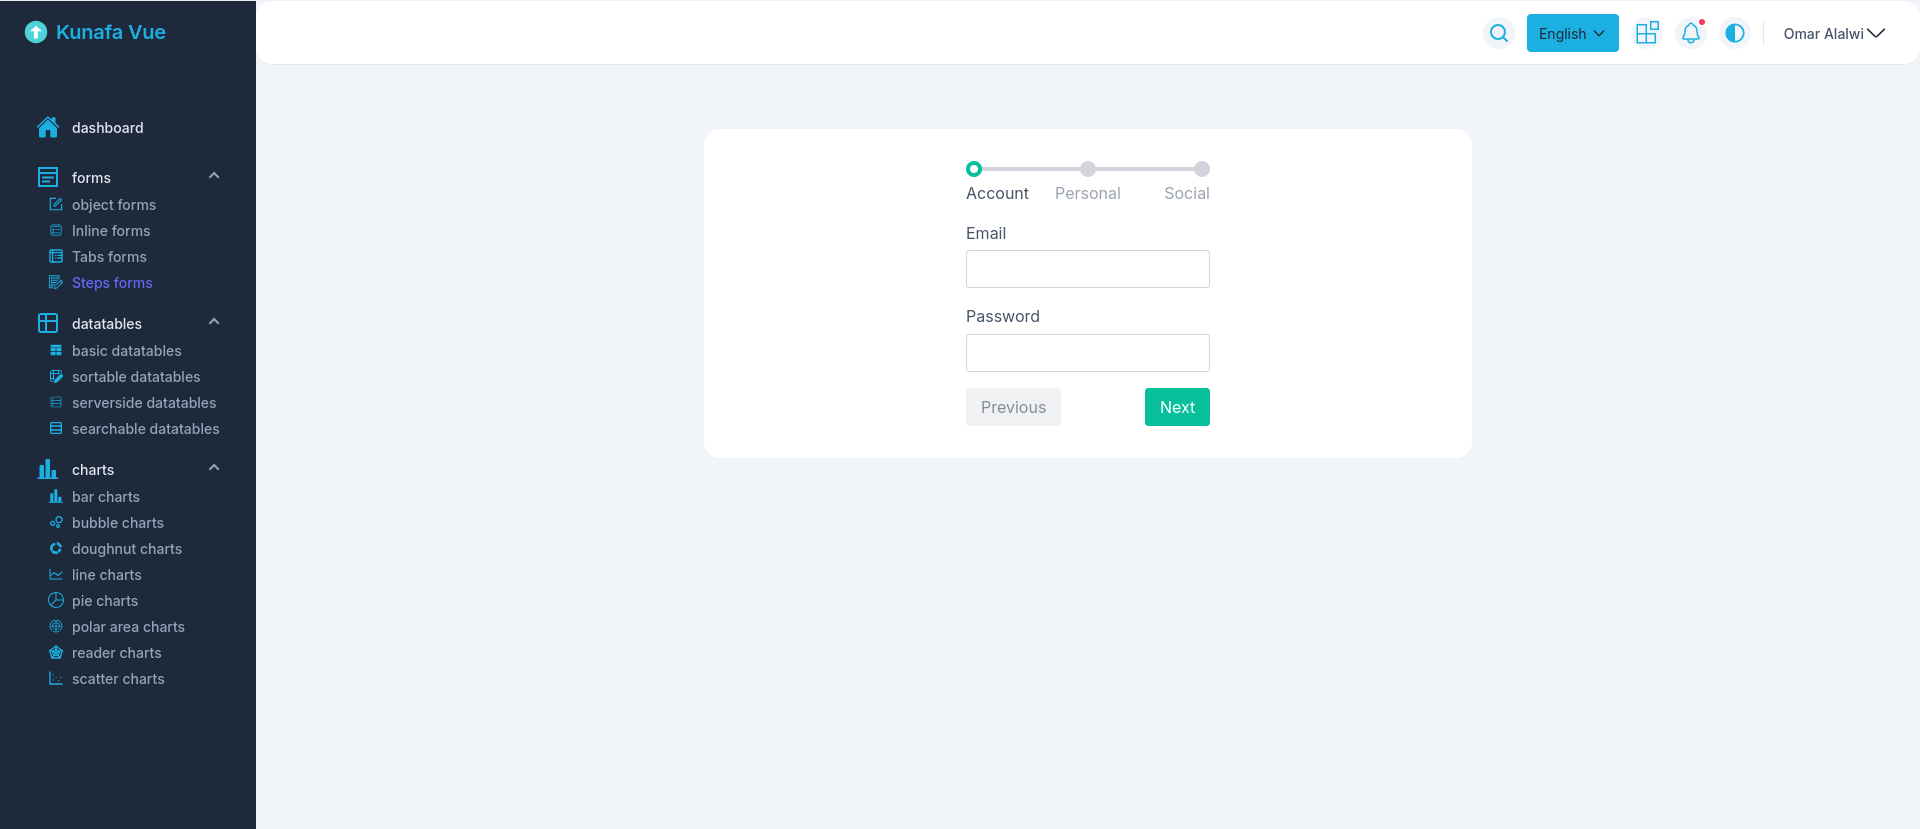 Kunafa Vue
English
Omar Alalwi
dashboard
forms
object forms
Inline forms
Tabs forms
Steps forms
datatables
basic datatables
sortable datatables
serverside datatables
searchable datatables
charts
bar charts
bubble charts
doughnut charts
line charts
pie charts
polar area charts
reader charts
scatter charts
Account Personal Social
Email
Password
Previous Next